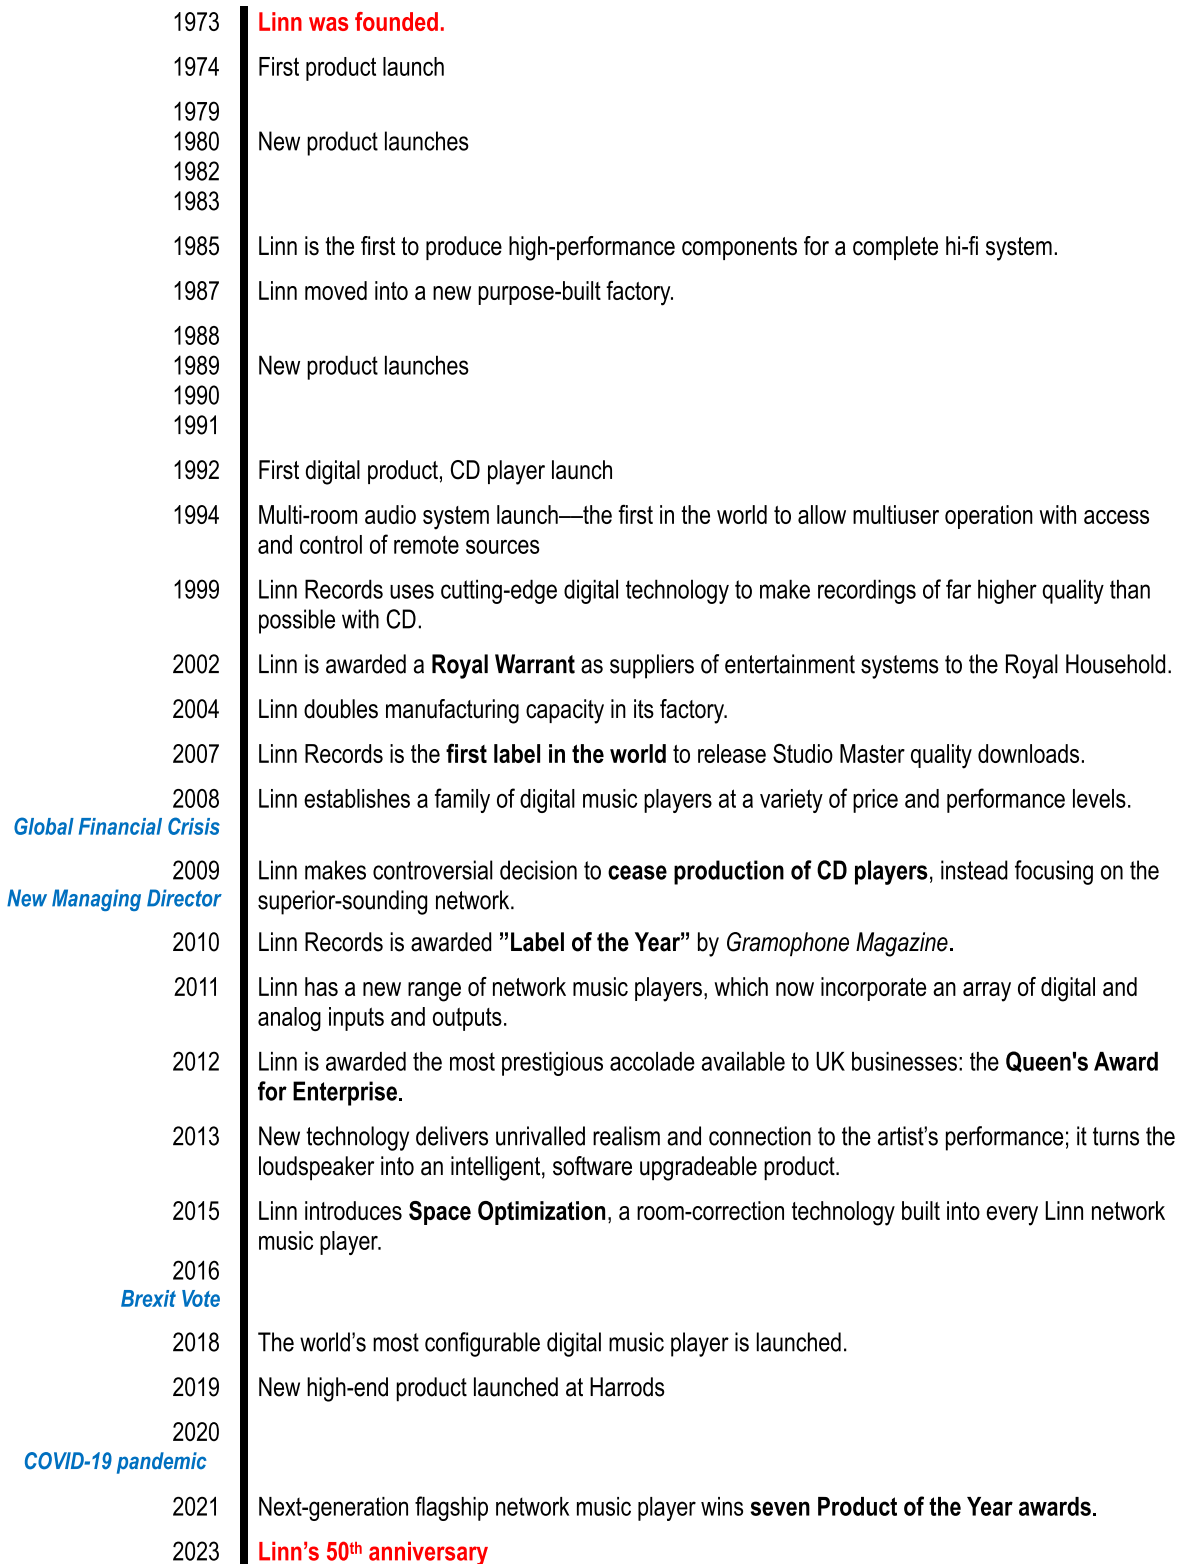 1973 Linn was founded.
1974 First product launch
1979
1980 New product launches
1982
1983
1985 Linn is the first to produce high-performance components for a complete hi-fi system.
1987 Linn moved into a new purpose-built factory.
1988
1989 New product launches
1990
1991
1992 First digital product, CD player launch
1994 Multi-room audio system launch—the first in the world to allow multiuser operation with access
and control of remote sources
1999 Linn Records uses cutting-edge digital technology to make recordings of far higher quality than
possible with CD.
2002 Linn is awarded a Royal Warrant as suppliers of entertainment systems to the Royal Household.
2004 Linn doubles manufacturing capacity in its factory.
2007 Linn Records is the first label in the world to release Studio Master quality downloads.
2008 Linn establishes a family of digital music players at a variety of price and performance levels.
Global Financial Crisis
2009 Linn makes controversial decision to cease production of CD players, instead focusing on the
New Managing Director superior-sounding network.
2010 Linn Records is awarded ”Label of the Year” by Gramophone Magazine.
2011 Linn has a new range of network music players, which now incorporate an array of digital and
analog inputs and outputs.
2012 Linn is awarded the most prestigious accolade available to UK businesses: the Queen's Award
for Enterprise.
2013 New technology delivers unrivalled realism and connection to the artist’s performance; it turns the
loudspeaker into an intelligent, software upgradeable product.
2015 Linn introduces Space Optimization, a room-correction technology built into every Linn network
music player.
2016
Brexit Vote
2018 The world’s most configurable digital music player is launched.
2019 New high-end product launched at Harrods
2020
COVID-19 pandemic
2021 Next-generation flagship network music player wins seven Product of the Year awards.
2023 Linn’s 50th anniversary